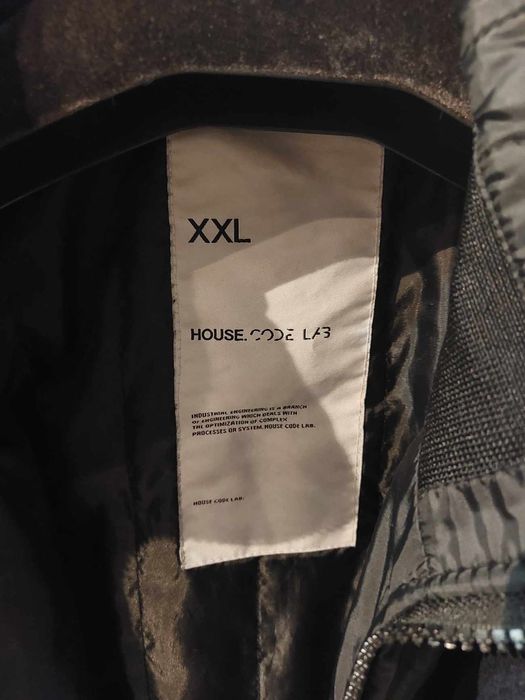 XXL
HOUSE.CODE LAB
INDUSTRIAL ENGINEERING IS A BRANCH
OF ENGINEERING WHICH DEALS WITH
THE OPTIMIZATION OF COMPLEX
PROCESSES OR SYSTEM. HOUSE CODE LAB.
HOUSE CODE LAB.